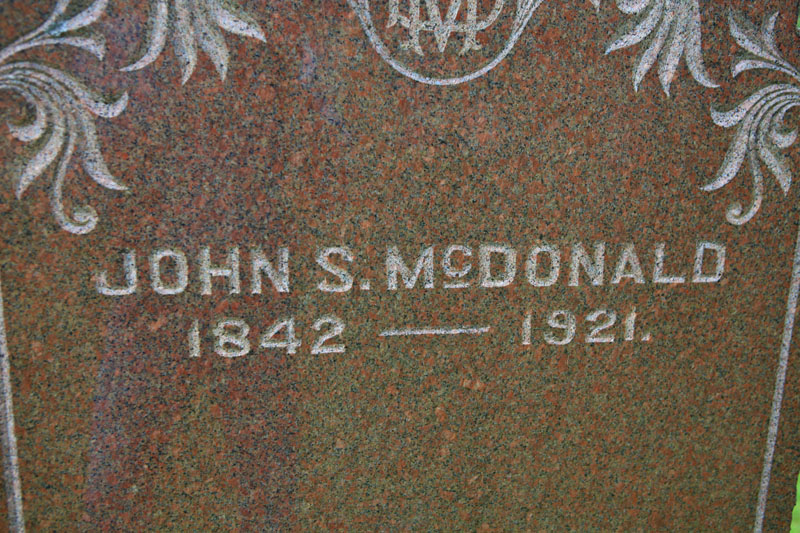 JOHN S. McDONALD
1842 — 1921.